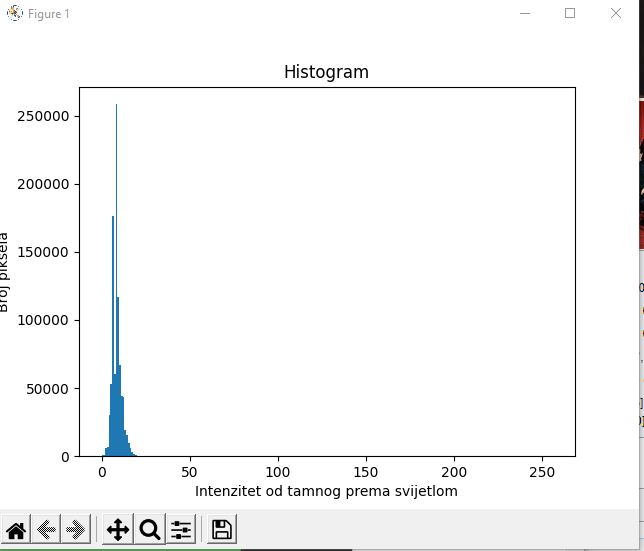 Figure 1
Histogram
250000
200000
150000
100000
50000
0
Broj piksela
0 50 100 150 200 250
Intenzitet od tamnog prema svijetlom